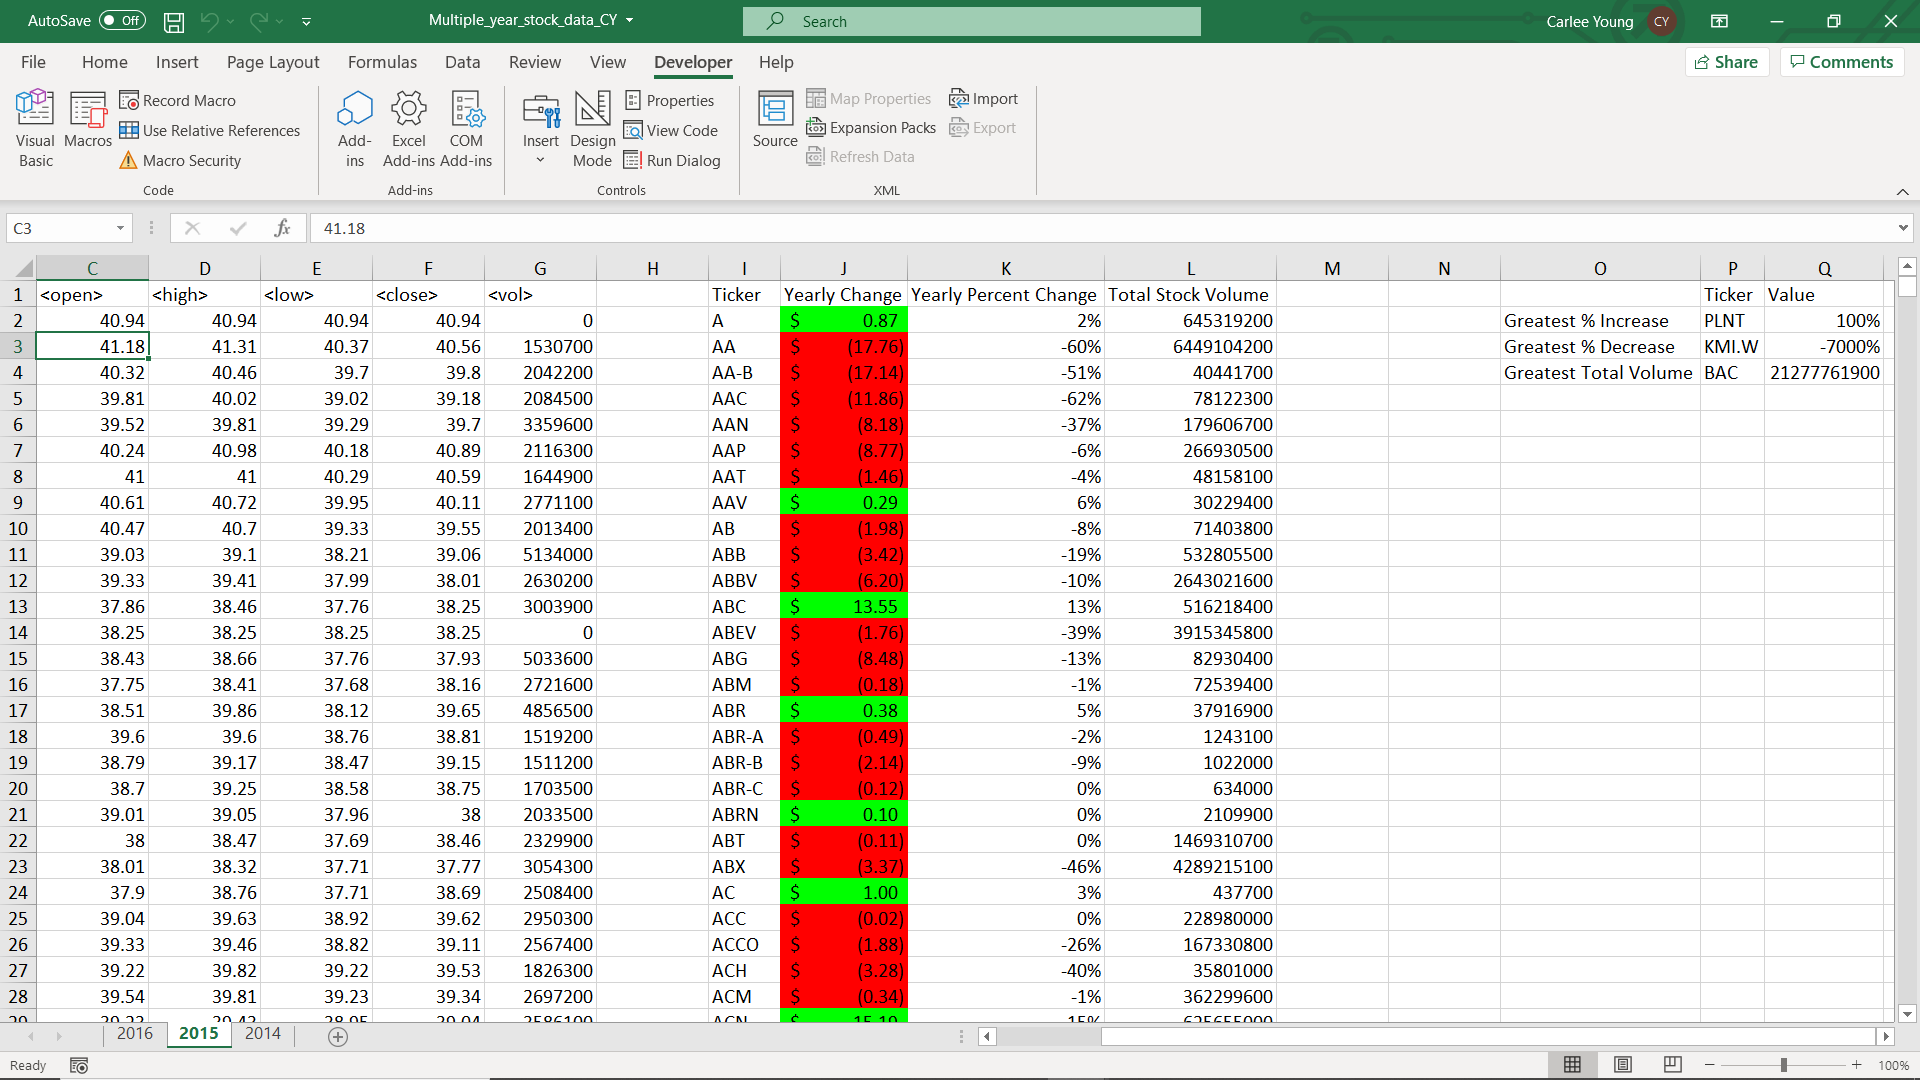 AutoSave Off Multiple_year_stock_data_CY Search Carlee Young CY
File Home Insert Page Layout Formulas Data Review View Developer Help Share Comments
Visual Basic Macros Record Macro Use Relative References Macro Security Code
Add-ins Excel Add-ins COM Add-ins Add-ins
Insert Design Mode Properties View Code Run Dialog Controls
Source Map Properties Expansion Packs Refresh Data Import Export XML
C3 fx 41.18
C D E F G H I J K L M N O P Q
1 <open> <high> <low> <close> <vol> Ticker Yearly Change Yearly Percent Change Total Stock Volume Ticker Value
2 40.94 40.94 40.94 40.94 0 A $ 0.87 2% 645319200 Greatest % Increase PLNT 100%
3 41.18 41.31 40.37 40.56 1530700 AA $ (17.76) -60% 6449104200 Greatest % Decrease KMI.W -7000%
4 40.32 40.46 39.7 39.8 2042200 AA-B $ (17.14) -51% 40441700 Greatest Total Volume BAC 21277761900
5 39.81 40.02 39.02 39.18 2084500 AAC $ (11.86) -62% 78122300
6 39.52 39.81 39.29 39.7 3359600 AAN $ (8.18) -37% 179606700
7 40.24 40.98 40.18 40.89 2116300 AAP $ (8.77) -6% 266930500
8 41 41 40.29 40.59 1644900 AAT $ (1.46) -4% 48158100
9 40.61 40.72 39.95 40.11 2771100 AAV $ 0.29 6% 30229400
10 40.47 40.7 39.33 39.55 2013400 AB $ (1.98) -8% 71403800
11 39.03 39.1 38.21 39.06 5134000 ABB $ (3.42) -19% 532805500
12 39.33 39.41 37.99 38.01 2630200 ABBV $ (6.20) -10% 2643021600
13 37.86 38.46 37.76 38.25 3003900 ABC $ 13.55 13% 516218400
14 38.25 38.25 38.25 38.25 0 ABEV $ (1.76) -39% 3915345800
15 38.43 38.66 37.76 37.93 5033600 ABG $ (8.48) -13% 82930400
16 37.75 38.41 37.68 38.16 2721600 ABM $ (0.18) -1% 72539400
17 38.51 39.86 38.12 39.65 4856500 ABR $ 0.38 5% 37916900
18 39.6 39.6 38.76 38.81 1519200 ABR-A $ (0.49) -2% 1243100
19 38.79 39.17 38.47 39.15 1511200 ABR-B $ (2.14) -9% 1022000
20 38.7 39.25 38.58 38.75 1703500 ABR-C $ (0.12) 0% 634000
21 39.01 39.05 37.96 38 2033500 ABRN $ 0.10 0% 2109900
22 38 38.47 37.69 38.46 2329900 ABT $ (0.11) 0% 1469310700
23 38.01 38.32 37.71 37.77 3054300 ABX $ (3.37) -46% 4289215100
24 37.9 38.76 37.71 38.69 2508400 AC $ 1.00 3% 437700
25 39.04 39.63 38.92 39.62 2950300 ACC $ (0.02) 0% 228980000
26 39.33 39.46 38.82 39.11 2567400 ACCO $ (1.88) -26% 167330800
27 39.22 39.82 39.22 39.53 1826300 ACH $ (3.28) -40% 35801000
28 39.54 39.81 39.23 39.34 2697200 ACM $ (0.34) -1% 362299600
2016 2015 2014
Ready 100%